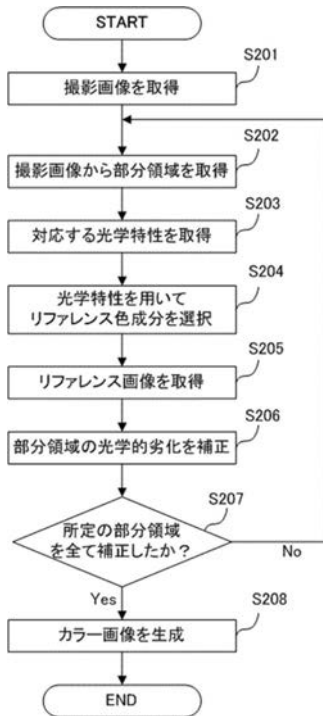 START
S201
撮影画像を取得
S202
撮影画像から部分領域を取得
S203
対応する光学特性を取得
S204
光学特性を用いて
リファレンス色成分を選択
S205
リファレンス画像を取得
S206
部分領域の光学的劣化を補正
S207
所定の部分領域
を全て補正したか？
No
Yes
S208
カラー画像を生成
END